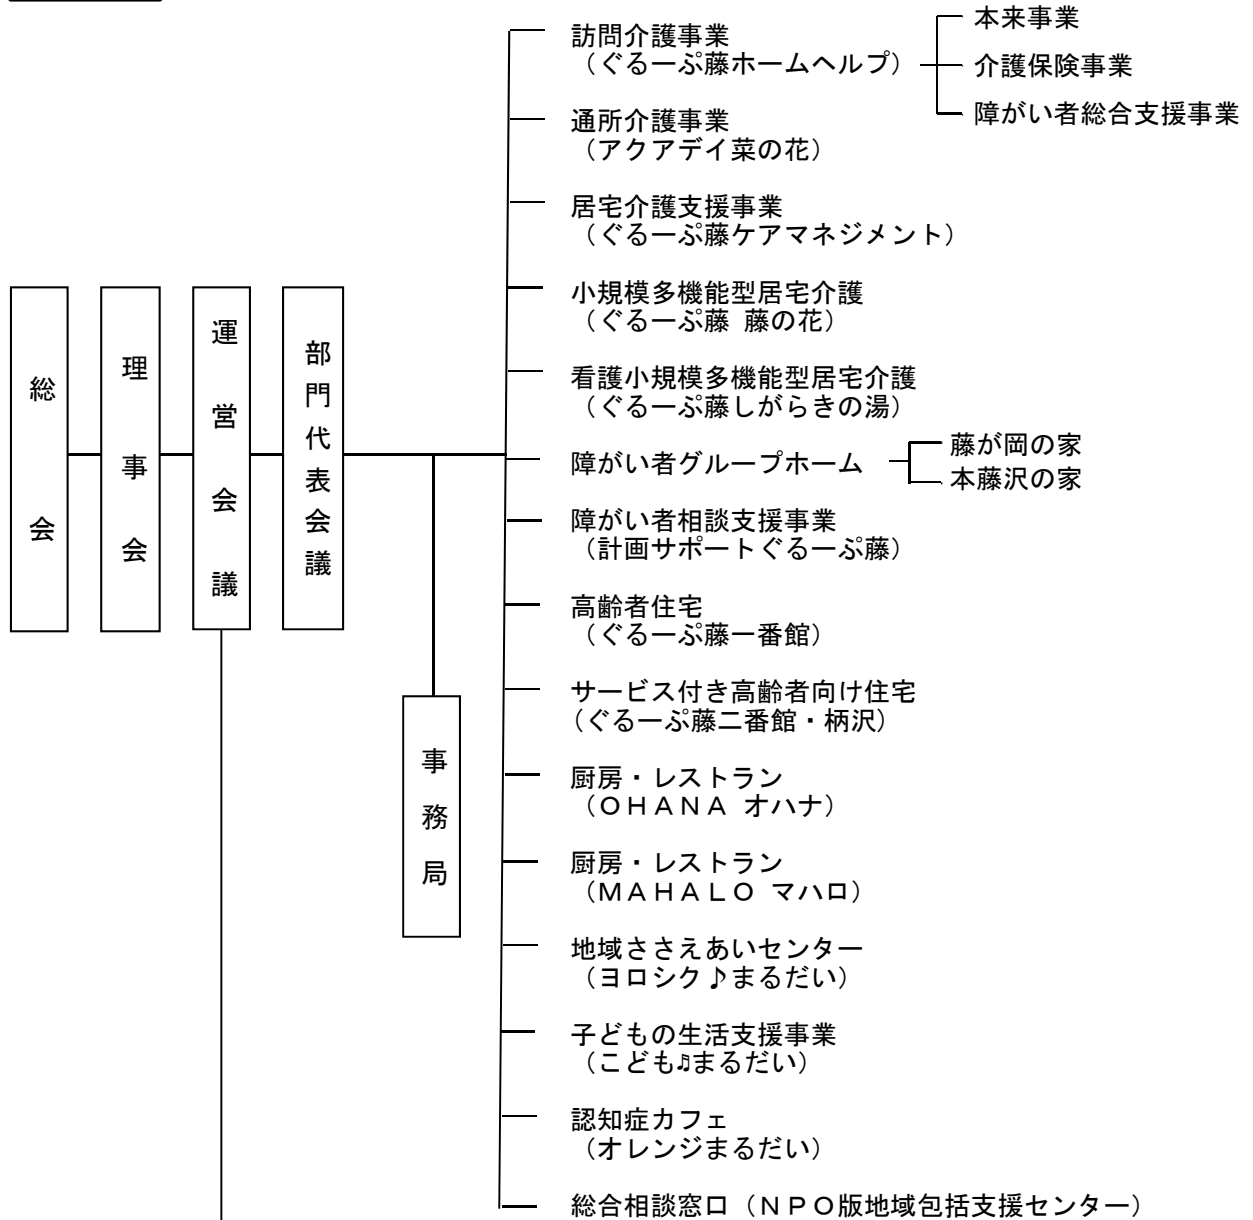 総会
理事会
運営会議
部門代表会議
事務局
訪問介護事業
（ぐるーぷ藤ホームヘルプ）
本来事業
介護保険事業
障がい者総合支援事業
通所介護事業
（アクアデイ菜の花）
居宅介護支援事業
（ぐるーぷ藤ケアマネジメント）
小規模多機能型居宅介護
（ぐるーぷ藤 藤の花）
看護小規模多機能型居宅介護
（ぐるーぷ藤しがらきの湯）
障がい者グループホーム
藤が岡の家
本藤沢の家
障がい者相談支援事業
（計画サポートぐるーぷ藤）
高齢者住宅
（ぐるーぷ藤一番館）
サービス付き高齢者向け住宅
（ぐるーぷ藤二番館・柄沢）
厨房・レストラン
（ＯＨＡＮＡ オハナ）
厨房・レストラン
（ＭＡＨＡＬＯ マハロ）
地域ささえあいセンター
（ヨロシク♪まるだい）
子どもの生活支援事業
（こども♫まるだい）
認知症カフェ
（オレンジまるだい）
総合相談窓口（ＮＰＯ版地域包括支援センター）